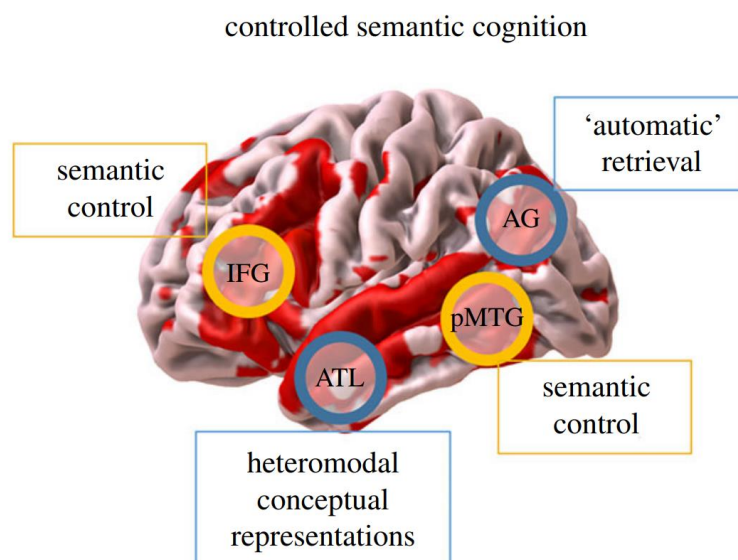 controlled semantic cognition
'automatic'
retrieval
semantic
control
AG
IFG
pMTG
ATL
semantic
control
heteromodal
conceptual
representations